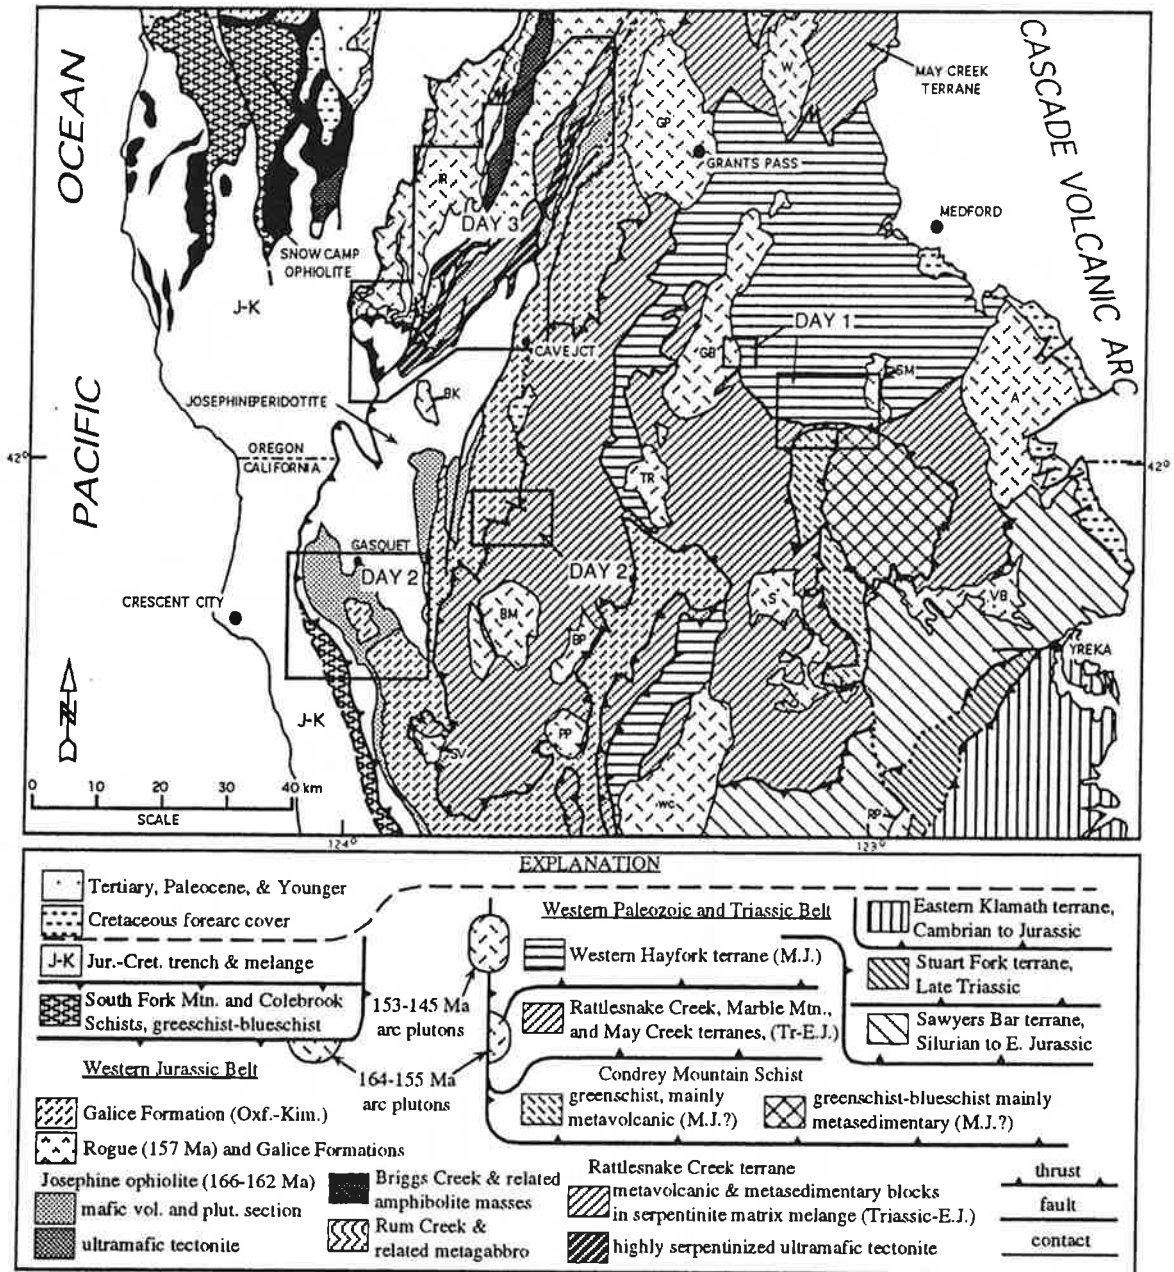 PACIFIC OCEAN
CASCADE VOLCANIC ARC
MAY CREEK
TERRANE
W
GP
GRANTS PASS
IR
DAY 3
MEDFORD
SNOW CAMP
OPHIOLITE
J-K
DAY 1
CAVE JCT
GB
SM
A
BK
JOSEPHINE PERIDOTITE
42°
OREGON
CALIFORNIA
42°
TR
GASQUET
DAY 2
DAY 2
CRESCENT CITY
BM
BP
S
VB
YREKA
N
J-K
SV
PP
WC
RP
0 10 20 30 40 km
SCALE
124°
123°
EXPLANATION
Tertiary, Paleocene, & Younger
Cretaceous forearc cover
J-K Jur.-Cret. trench & melange
South Fork Mtn. and Colebrook
Schists, greeschist-blueschist
Western Jurassic Belt
Galice Formation (Oxf.-Kim.)
Rogue (157 Ma) and Galice Formations
Josephine ophiolite (166-162 Ma)
mafic vol. and plut. section
ultramafic tectonite
Briggs Creek & related
amphibolite masses
Rum Creek &
related metagabbro
153-145 Ma
arc plutons
164-155 Ma
arc plutons
Western Paleozoic and Triassic Belt
Western Hayfork terrane (M.J.)
Rattlesnake Creek, Marble Mtn.,
and May Creek terranes, (Tr-E.J.)
Condrey Mountain Schist
greenschist, mainly
metavolcanic (M.J.?)
greenschist-blueschist mainly
metasedimentary (M.J.?)
Rattlesnake Creek terrane
metavolcanic & metasedimentary blocks
in serpentinite matrix melange (Triassic-E.J.)
highly serpentinized ultramafic tectonite
Eastern Klamath terrane,
Cambrian to Jurassic
Stuart Fork terrane,
Late Triassic
Sawyers Bar terrane,
Silurian to E. Jurassic
thrust
fault
contact